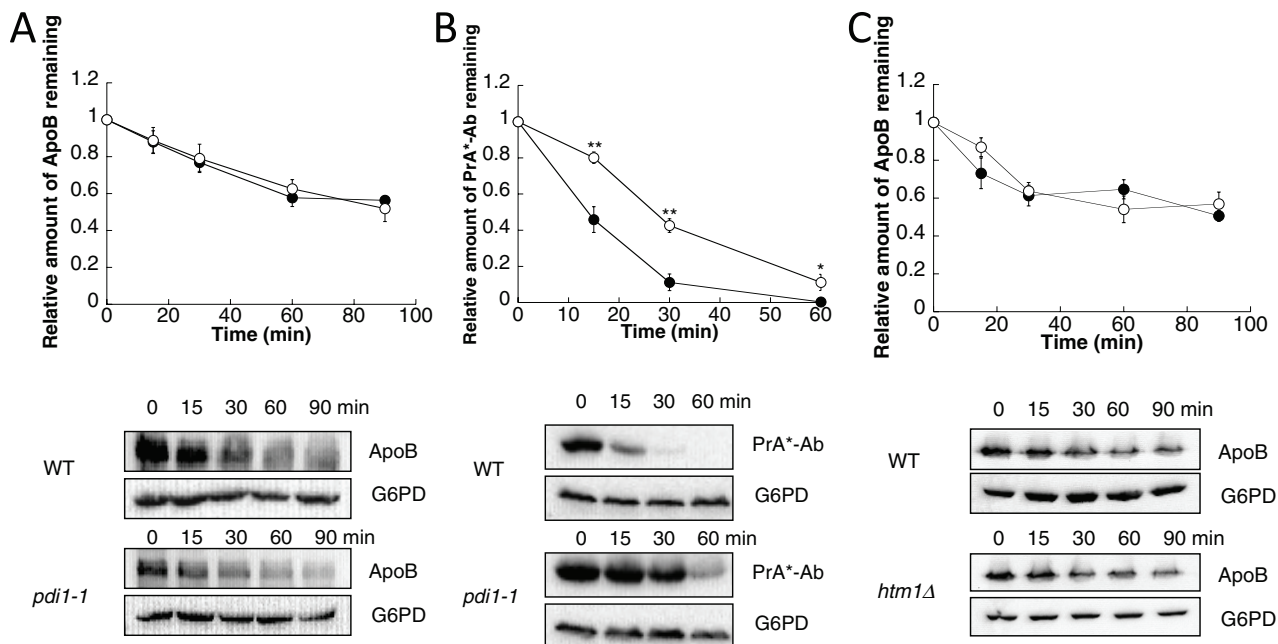 A
Relative amount of ApoB remaining
1.2
1
0.8
0.6
0.4
0.2
0
0 20 40 60 80 100
Time (min)
B
Relative amount of PrA*-Ab remaining
1.2
1
0.8
0.6
0.4
0.2
0
**
**
*
0 10 20 30 40 50 60
Time (min)
C
Relative amount of ApoB remaining
1.2
1
0.8
0.6
0.4
0.2
0
0 20 40 60 80 100
Time (min)
0 15 30 60 90 min
WT
ApoB
G6PD
0 15 30 60 90 min
pdi1-1
ApoB
G6PD
0 15 30 60 min
WT
PrA*-Ab
G6PD
0 15 30 60 min
pdi1-1
PrA*-Ab
G6PD
0 15 30 60 90 min
WT
ApoB
G6PD
0 15 30 60 90 min
htm1Δ
ApoB
G6PD